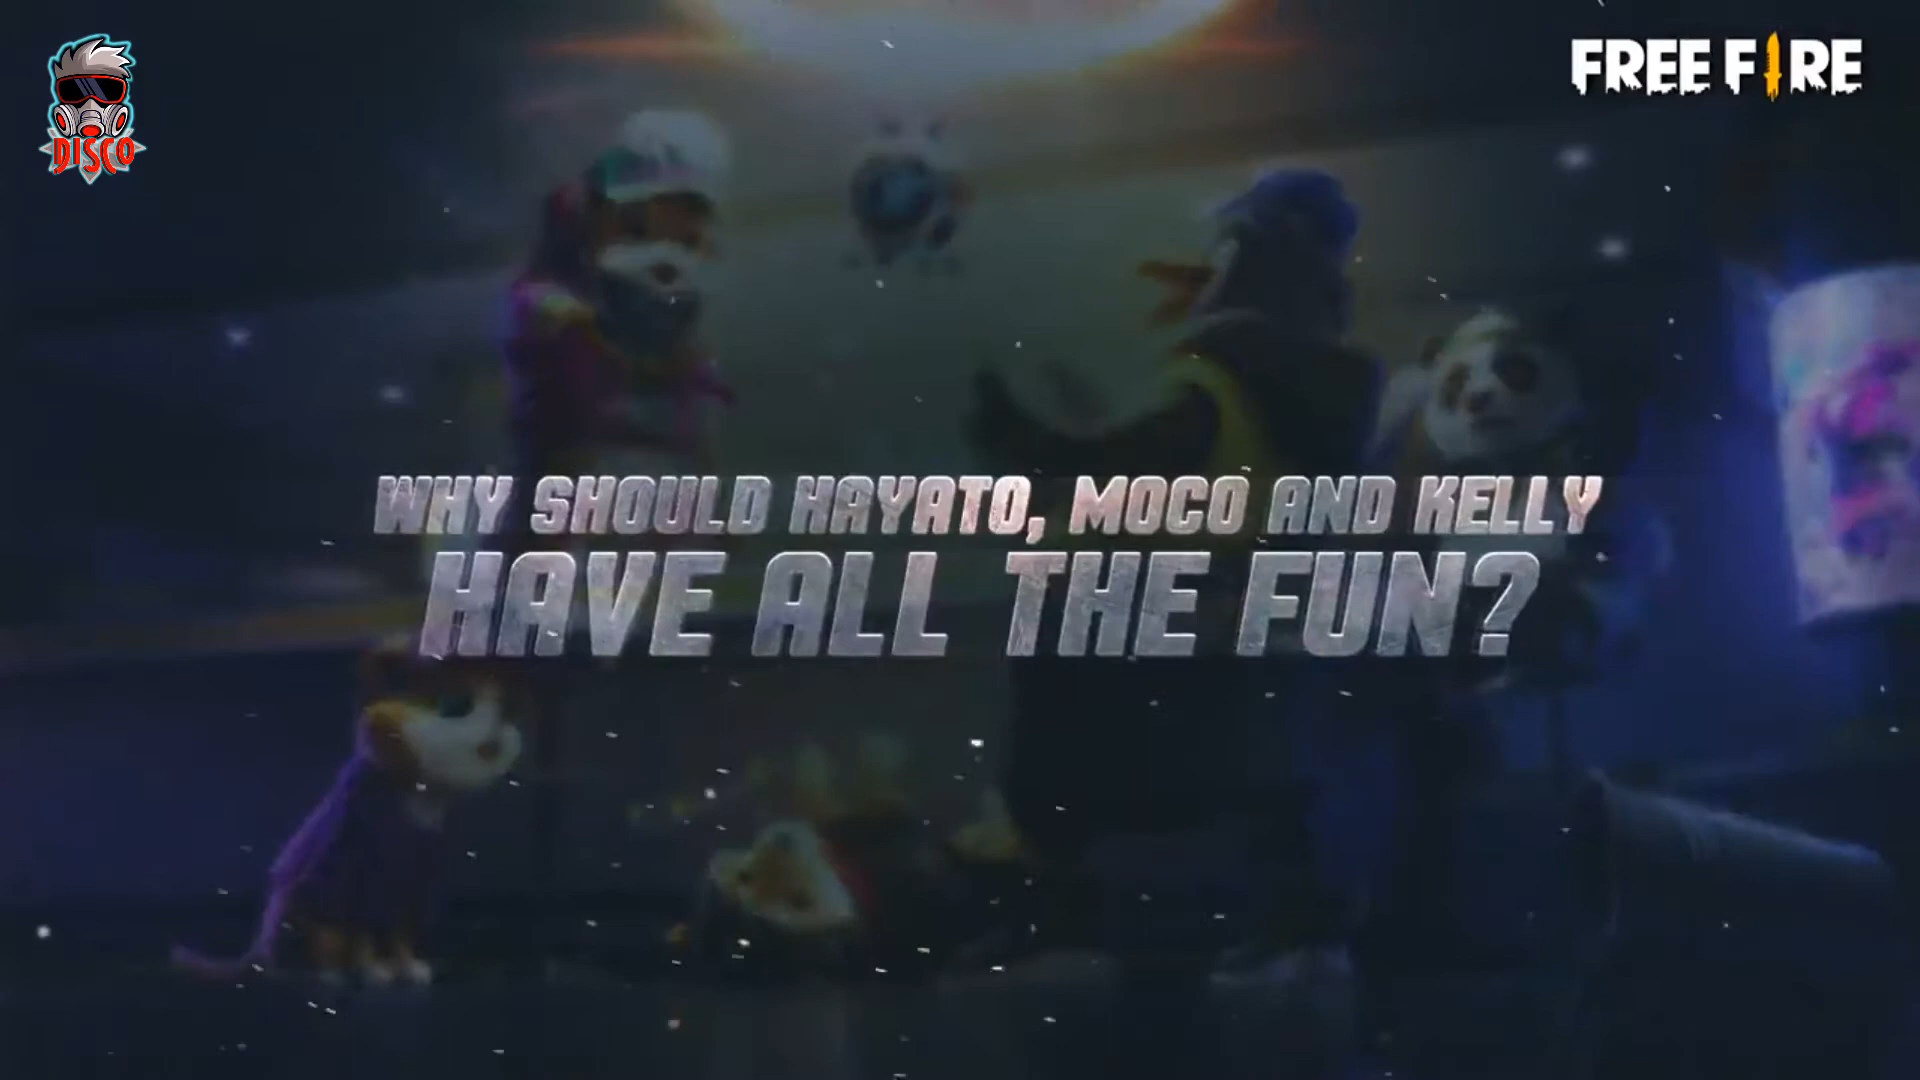 DISCO
FREE FIRE
WHY SHOULD HAYATO, MOCO AND KELLY
HAVE ALL THE FUN?